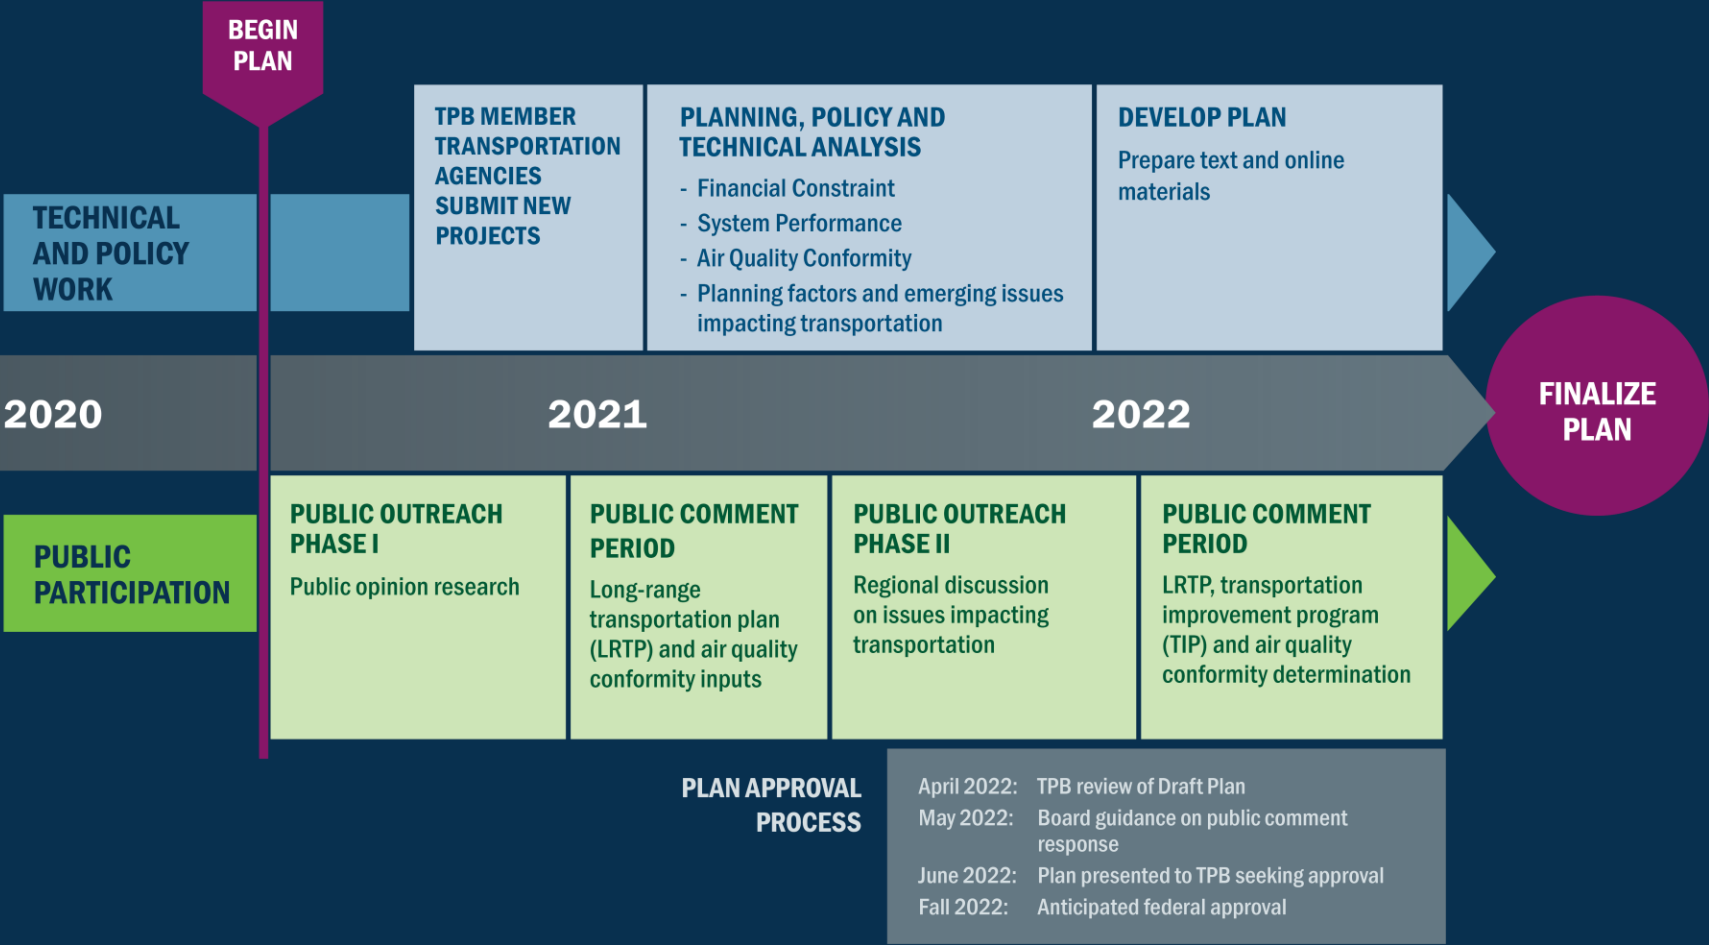 BEGIN
PLAN
TPB MEMBER
TRANSPORTATION
AGENCIES
SUBMIT NEW
PROJECTS
PLANNING, POLICY AND
TECHNICAL ANALYSIS
- Financial Constraint
- System Performance
- Air Quality Conformity
- Planning factors and emerging issues
impacting transportation
DEVELOP PLAN
Prepare text and online
materials
TECHNICAL
AND POLICY
WORK
2020
2021
2022
FINALIZE
PLAN
PUBLIC
PARTICIPATION
PUBLIC OUTREACH
PHASE I
Public opinion research
PUBLIC COMMENT
PERIOD
Long-range
transportation plan
(LRTP) and air quality
conformity inputs
PUBLIC OUTREACH
PHASE II
Regional discussion
on issues impacting
transportation
PUBLIC COMMENT
PERIOD
LRTP, transportation
improvement program
(TIP) and air quality
conformity determination
PLAN APPROVAL
PROCESS
April 2022: TPB review of Draft Plan
May 2022: Board guidance on public comment
response
June 2022: Plan presented to TPB seeking approval
Fall 2022: Anticipated federal approval